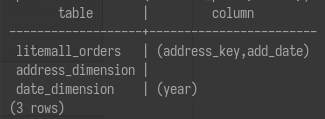 table | column
------------------+------------------------
litemall_orders | (address_key,add_date)
address_dimension |
date_dimension | (year)
(3 rows)